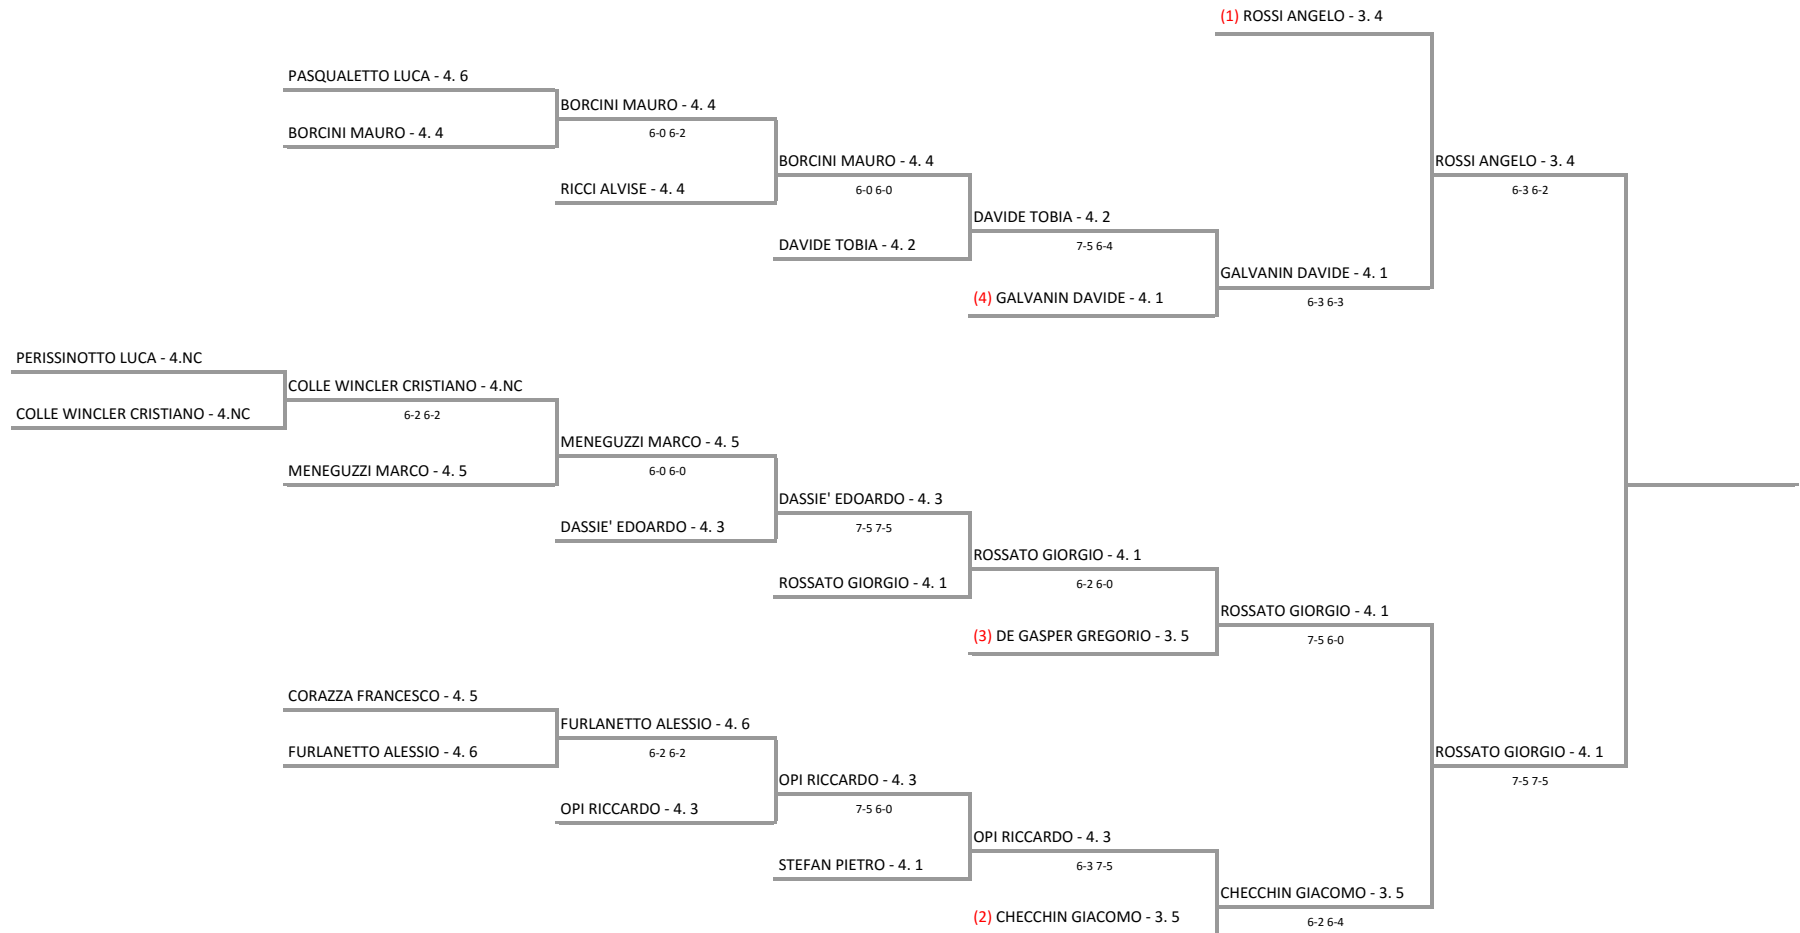 (1) ROSSI ANGELO - 3. 4
PASQUALETTO LUCA - 4. 6
BORCINI MAURO - 4. 4
BORCINI MAURO - 4. 4
6-0 6-2
BORCINI MAURO - 4. 4
ROSSI ANGELO - 3. 4
RICCI ALVISE - 4. 4
6-0 6-0
6-3 6-2
DAVIDE TOBIA - 4. 2
DAVIDE TOBIA - 4. 2
7-5 6-4
GALVANIN DAVIDE - 4. 1
(4) GALVANIN DAVIDE - 4. 1
6-3 6-3
PERISSINOTTO LUCA - 4.NC
COLLE WINCLER CRISTIANO - 4.NC
COLLE WINCLER CRISTIANO - 4.NC
6-2 6-2
MENEGUZZI MARCO - 4. 5
MENEGUZZI MARCO - 4. 5
6-0 6-0
DASSIE' EDOARDO - 4. 3
DASSIE' EDOARDO - 4. 3
7-5 7-5
ROSSATO GIORGIO - 4. 1
ROSSATO GIORGIO - 4. 1
6-2 6-0
ROSSATO GIORGIO - 4. 1
(3) DE GASPER GREGORIO - 3. 5
7-5 6-0
CORAZZA FRANCESCO - 4. 5
FURLANETTO ALESSIO - 4. 6
FURLANETTO ALESSIO - 4. 6
6-2 6-2
ROSSATO GIORGIO - 4. 1
7-5 7-5
OPI RICCARDO - 4. 3
OPI RICCARDO - 4. 3
7-5 6-0
OPI RICCARDO - 4. 3
STEFAN PIETRO - 4. 1
6-3 7-5
CHECCHIN GIACOMO - 3. 5
(2) CHECCHIN GIACOMO - 3. 5
6-2 6-4